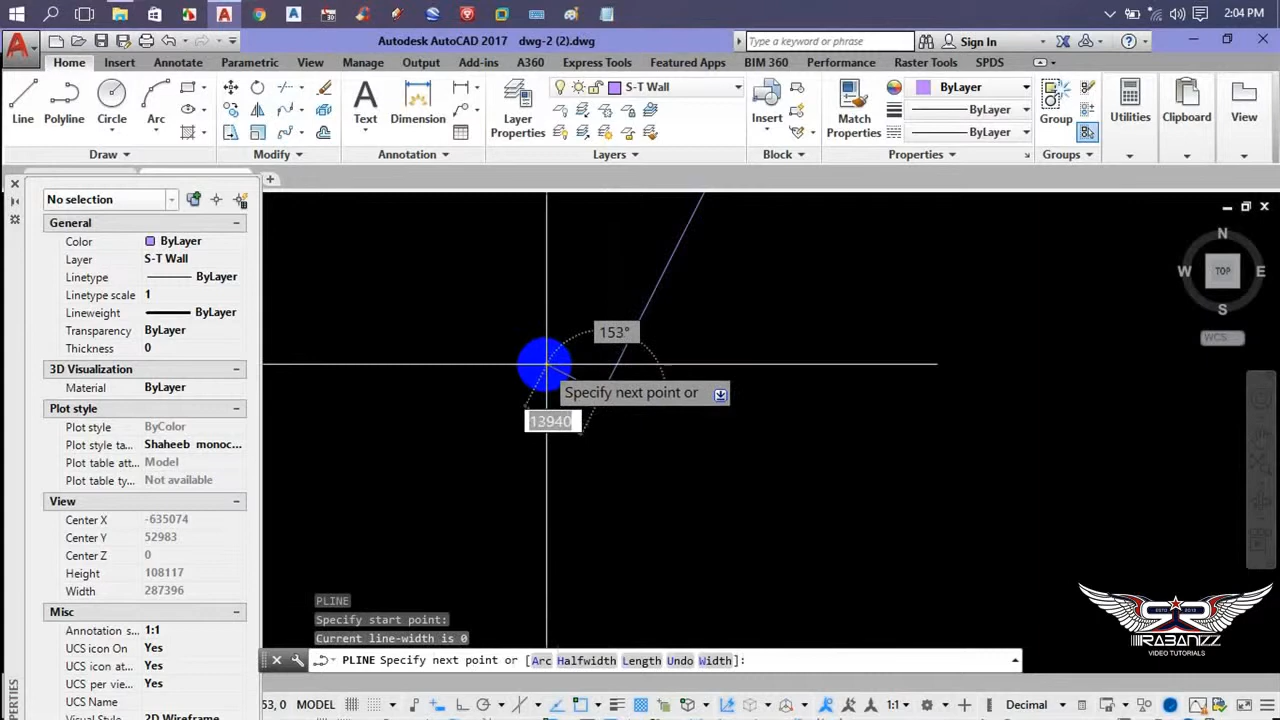 2:04 PM
Autodesk AutoCAD 2017 dwg-2 (2).dwg
Type a keyword or phrase
Sign In
Home Insert Annotate Parametric View Manage Output Add-ins A360 Express Tools Featured Apps BIM 360 Performance Raster Tools SPDS
S-T Wall
ByLayer
ByLayer
ByLayer
Line Polyline Circle Arc Text Dimension Layer Properties Insert Match Properties Group Utilities Clipboard View
Draw Modify Annotation Layers Block Properties Groups
No selection
General
Color ByLayer
Layer S-T Wall
Linetype ByLayer
Linetype scale 1
Lineweight ByLayer
Transparency ByLayer
Thickness 0
3D Visualization
Material ByLayer
Plot style
Plot style ByColor
Plot style ta... Shaheeb monoc...
Plot table att... Model
Plot table ty... Not available
View
Center X -635074
Center Y 52983
Center Z 0
Height 108117
Width 287396
Misc
Annotation s... 1:1
UCS icon On Yes
UCS icon at... Yes
UCS per vie... Yes
UCS Name
Visual Style 2D Wireframe
N
W TOP E
S
WCS
153°
Specify next point or
13940
PLINE
Specify start point:
Current line-width is 0
PLINE Specify next point or [Arc Halfwidth Length Undo Width]:
53, 0 MODEL 1:1 Decimal
ESTD 2013
RABANIZZ
VIDEO TUTORIALS